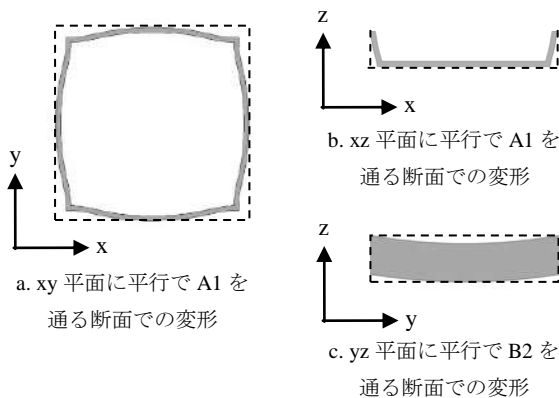 y
x
a. xy 平面に平行で A1 を
通る断面での変形
z
x
b. xz 平面に平行で A1 を
通る断面での変形
z
y
c. yz 平面に平行で B2 を
通る断面での変形